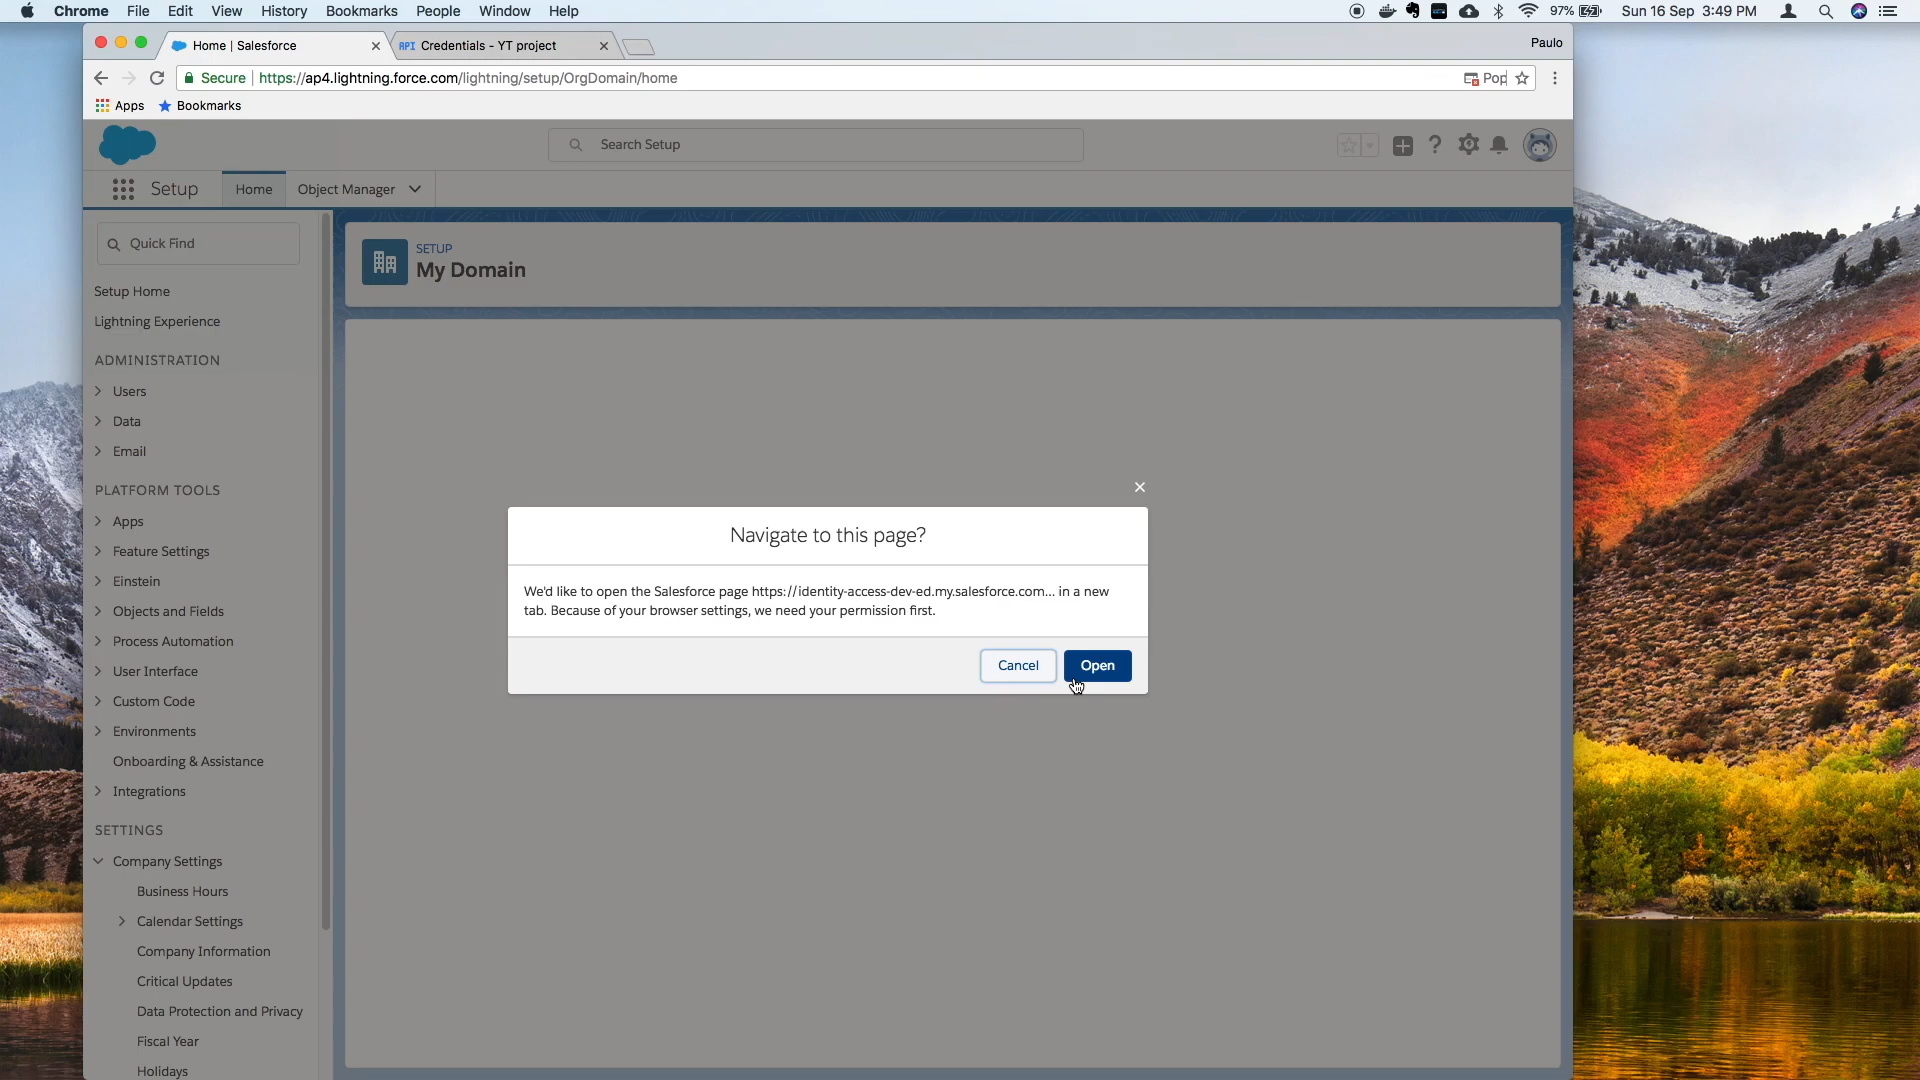 Chrome File Edit View History Bookmarks People Window Help
97% Sun 16 Sep 3:49 PM
Home | Salesforce
API Credentials - YT project
Paulo
Secure https://ap4.lightning.force.com/lightning/setup/OrgDomain/home
Pop
Apps Bookmarks
Search Setup
Setup Home Object Manager
Quick Find
Setup Home
Lightning Experience
ADMINISTRATION
Users
Data
Email
PLATFORM TOOLS
Apps
Feature Settings
Einstein
Objects and Fields
Process Automation
User Interface
Custom Code
Environments
Onboarding & Assistance
Integrations
SETTINGS
Company Settings
Business Hours
Calendar Settings
Company Information
Critical Updates
Data Protection and Privacy
Fiscal Year
Holidays
SETUP
My Domain
Navigate to this page?
We'd like to open the Salesforce page https://identity-access-dev-ed.my.salesforce.com... in a new
tab. Because of your browser settings, we need your permission first.
Cancel Open